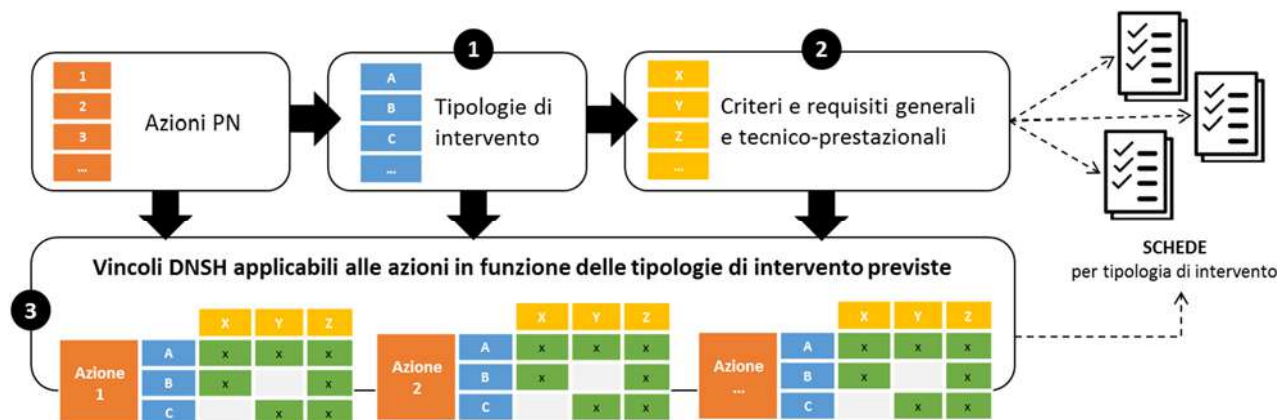 1
2
1
2
3
...
Azioni PN
A
B
C
...
Tipologie di
intervento
X
Y
Z
...
Criteri e requisiti generali
e tecnico-prestazionali
SCHEDE
per tipologia di intervento
3
Vincoli DNSH applicabili alle azioni in funzione delle tipologie di intervento previste
Azione
1
X Y Z
A x x x
B x x
C x x
Azione
2
X Y Z
A x x x
B x x
C x x
Azione
...
X Y Z
A x x x
B x x
C x x